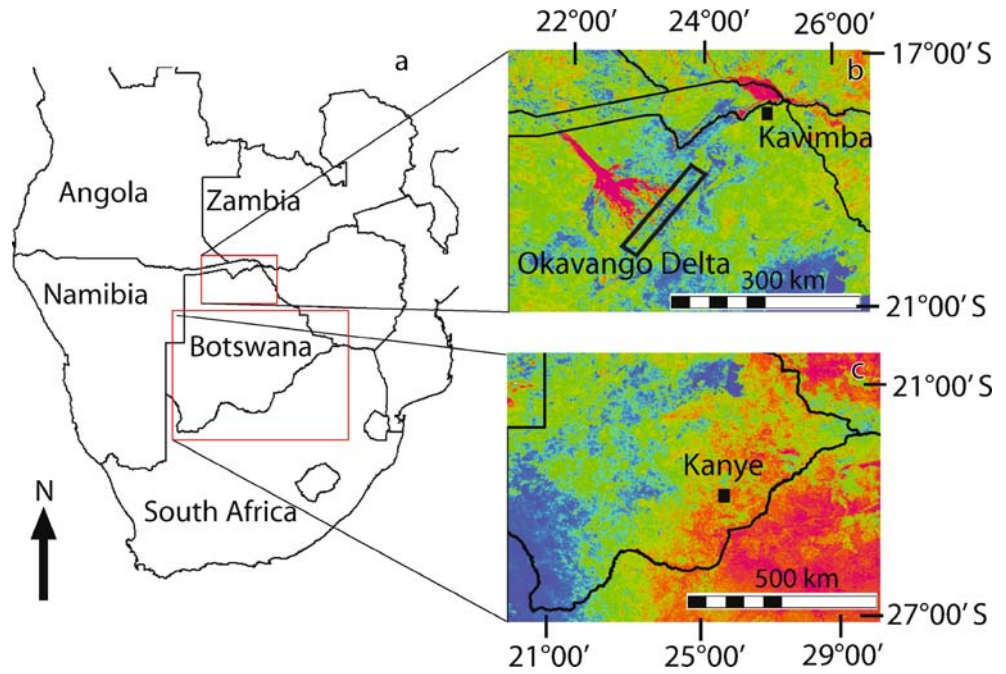 22°00′ 24°00′ 26°00′
17°00′ S
a
b
Kavimba
Angola
Zambia
Okavango Delta
Namibia
300 km
21°00′ S
Botswana
c
21°00′ S
Kanye
N
South Africa
500 km
27°00′ S
21°00′ 25°00′ 29°00′